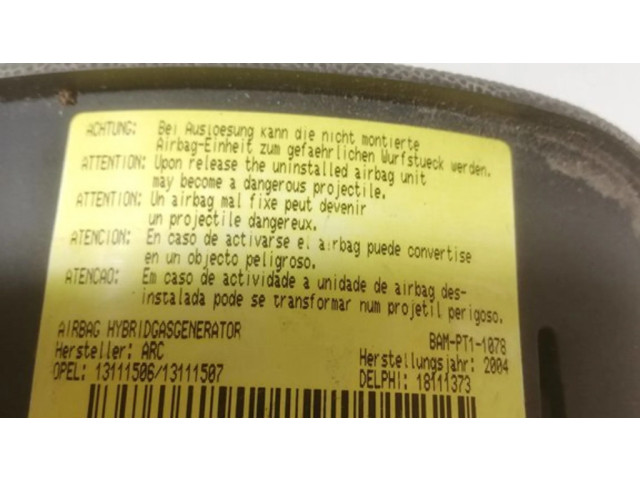 ACHTUNG: Bei Ausloesung kann die nicht montierte
Airbag-Einheit zum gefaehrlichen Wurfstueck werden.
ATTENTION: Upon release the uninstalled airbag unit
may become a dangerous projectile.
ATTENTION: Un airbag mal fixe peut devenir
un projectile dangereux.
ATENCION: En caso de activarse el airbag puede convertise
en un objecto peligroso.
ATENCAO: Em caso de actividade a unidade de airbag des-
instalada pode se transformar num projetil perigoso.
AIRBAG HYBRIDGASGENERATOR BAM-PT1-1078
Hersteller: ARC Herstellungsjahr: 2004
OPEL: 13111506/13111507 DELPHI: 18111373